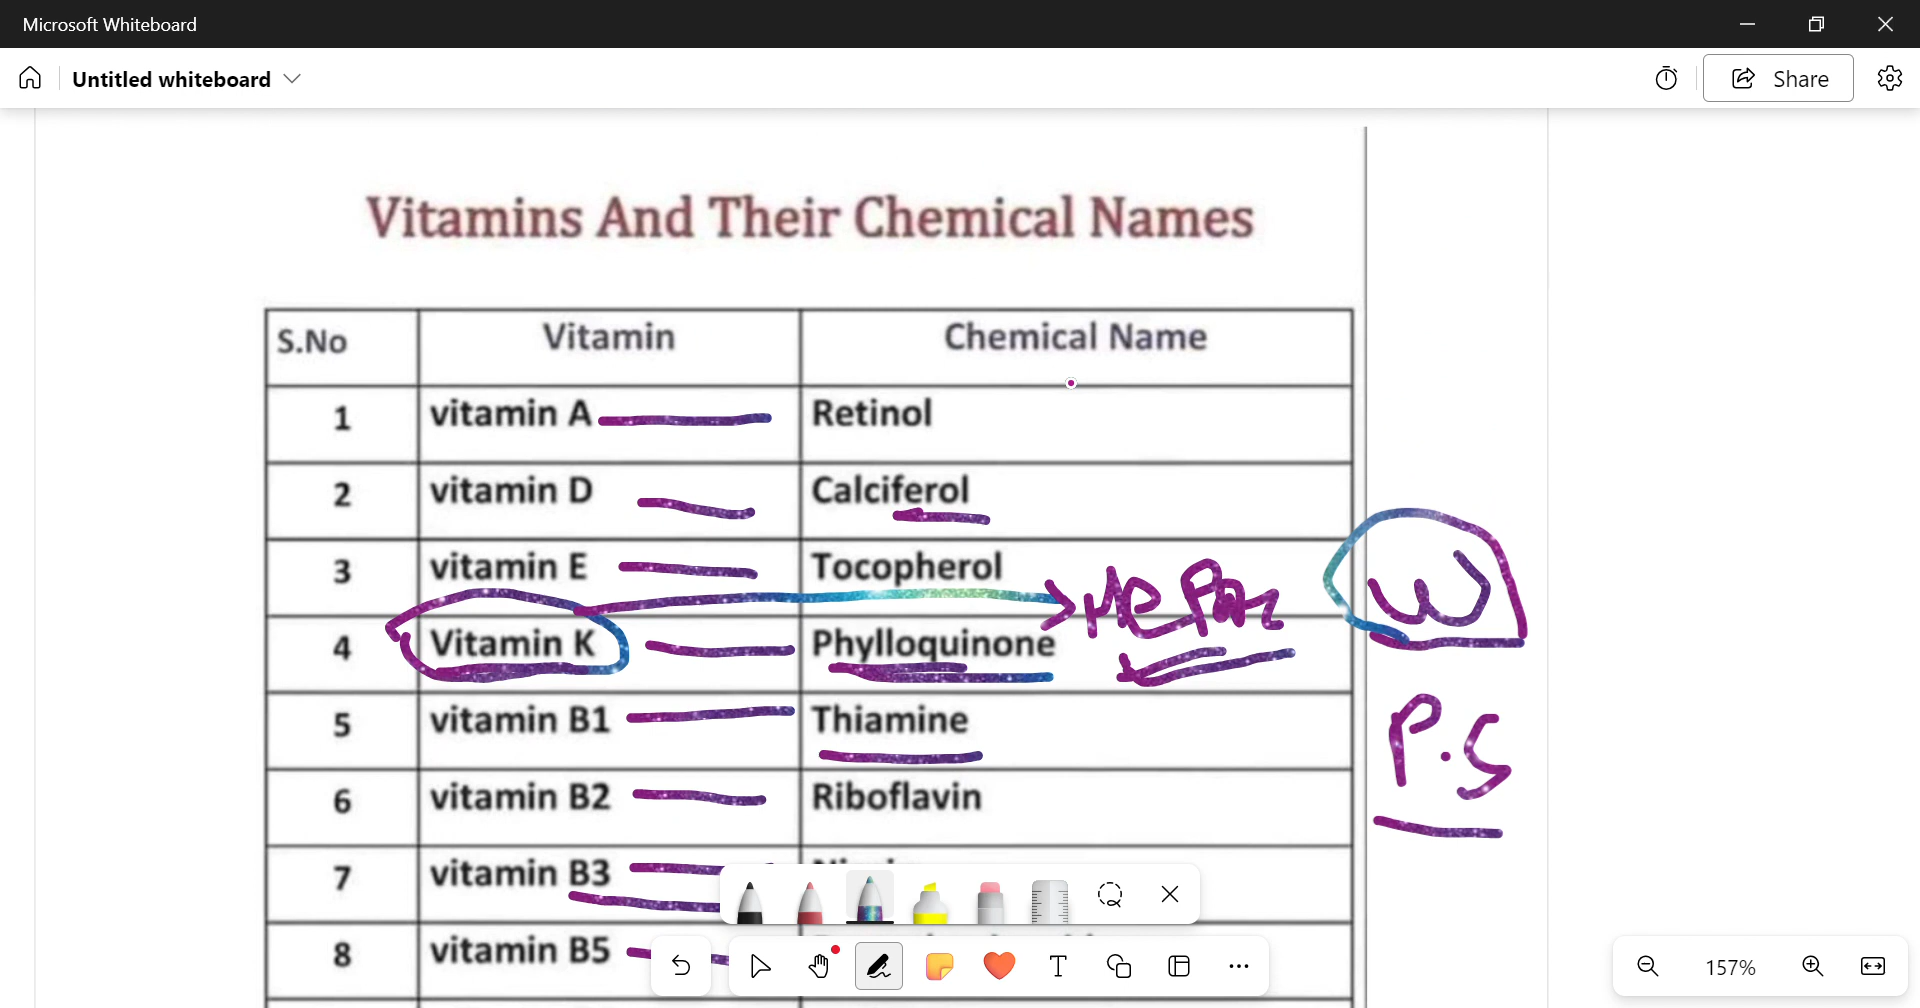 Microsoft Whiteboard
Untitled whiteboard
Share
Vitamins And Their Chemical Names
S.No Vitamin Chemical Name
1 vitamin A Retinol
2 vitamin D Calciferol
3 vitamin E Tocopherol
4 Vitamin K Phylloquinone
W
5 vitamin B1 Thiamine
P.S
6 vitamin B2 Riboflavin
7 vitamin B3
8 vitamin B5
157%